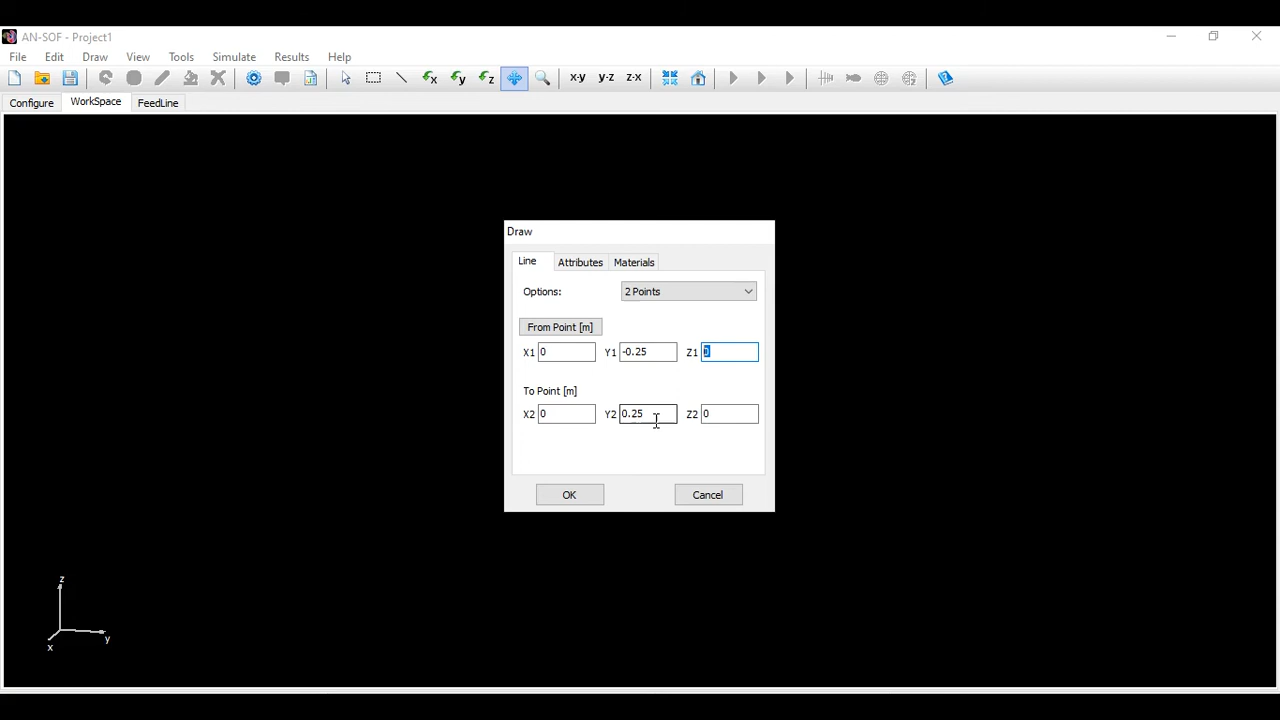 AN-SOF - Project1
File Edit Draw View Tools Simulate Results Help
x-y y-z z-x
Configure WorkSpace FeedLine
Draw
Line Attributes Materials
Options: 2 Points
From Point [m]
X1 0 Y1 -0.25 Z1 0
To Point [m]
X2 0 Y2 0.25 Z2 0
OK Cancel
z
y
x